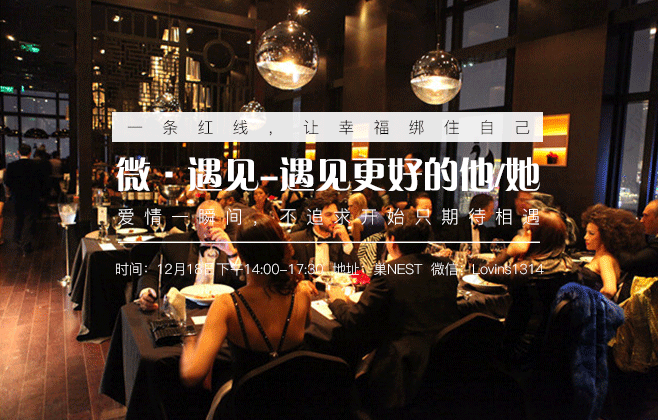 一条红线，让幸福绑住自己
微·遇见-遇见更好的他/她
爱情一瞬间，不追求开始只期待相遇
时间：12月18日下午14:00-17:30 地址：巢NEST 微信：Lovins1314